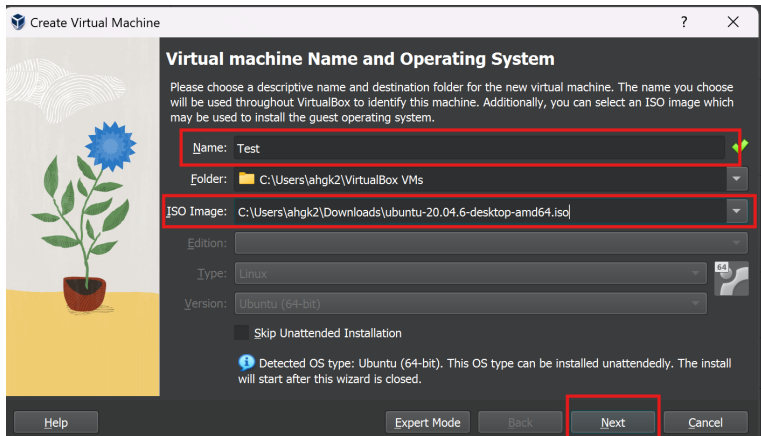 Create Virtual Machine
?
Virtual machine Name and Operating System
Please choose a descriptive name and destination folder for the new virtual machine. The name you choose
will be used throughout VirtualBox to identify this machine. Additionally, you can select an ISO image which
may be used to install the guest operating system.
Name: Test
Folder: C:\Users\ahgk2\VirtualBox VMs
ISO Image: C:\Users\ahgk2\Downloads\ubuntu-20.04.6-desktop-amd64.iso
Edition:
Type: Linux 64
Version: Ubuntu (64-bit)
Skip Unattended Installation
Detected OS type: Ubuntu (64-bit). This OS type can be installed unattendedly. The install
will start after this wizard is closed.
Help Expert Mode Back Next Cancel